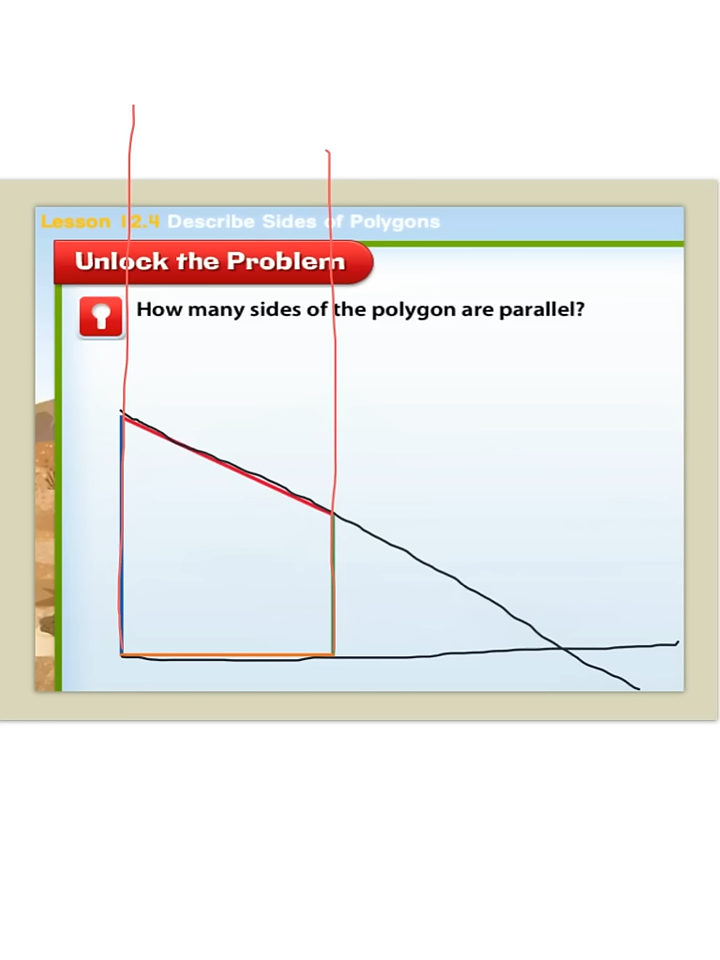 Lesson 12.4 Describe Sides of Polygons
Unlock the Problem
How many sides of the polygon are parallel?